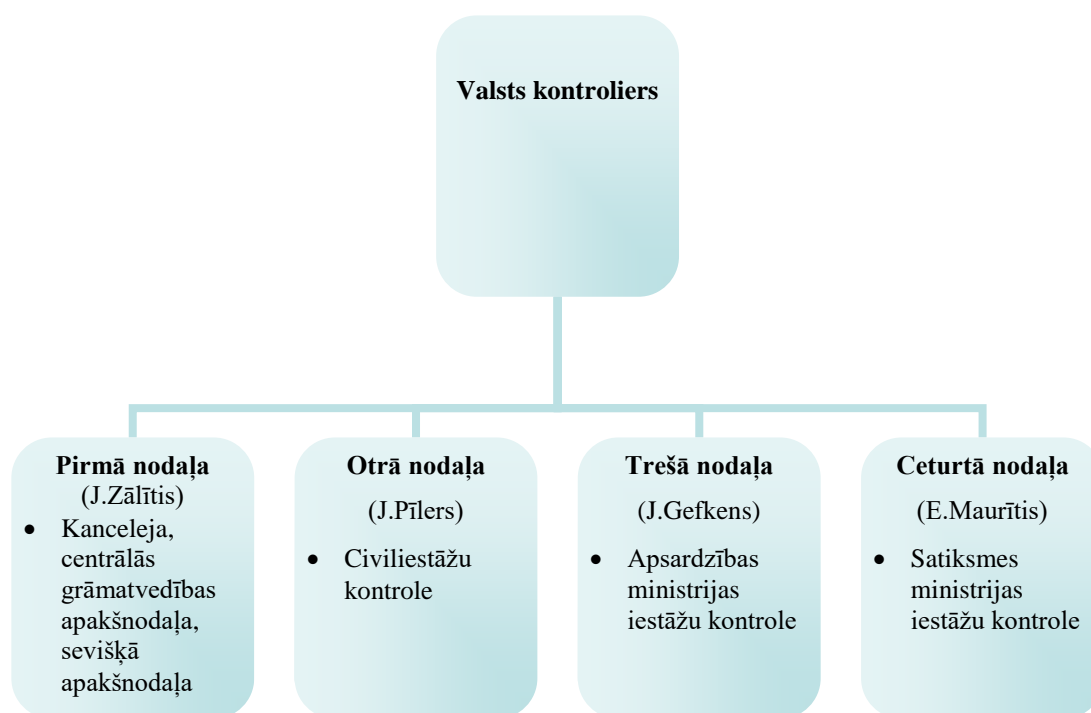 Valsts kontroliers
Pirmā nodaļa
(J.Zālītis)
• Kanceleja,
centrālās
grāmatvedības
apakšnodaļa,
sevišķā
apakšnodaļa
Otrā nodaļa
(J.Pīlers)
• Civiliestāžu
kontrole
Trešā nodaļa
(J.Gefkens)
• Apsardzības
ministrijas
iestāžu kontrole
Ceturtā nodaļa
(E.Maurītis)
• Satiksmes
ministrijas
iestāžu kontrole